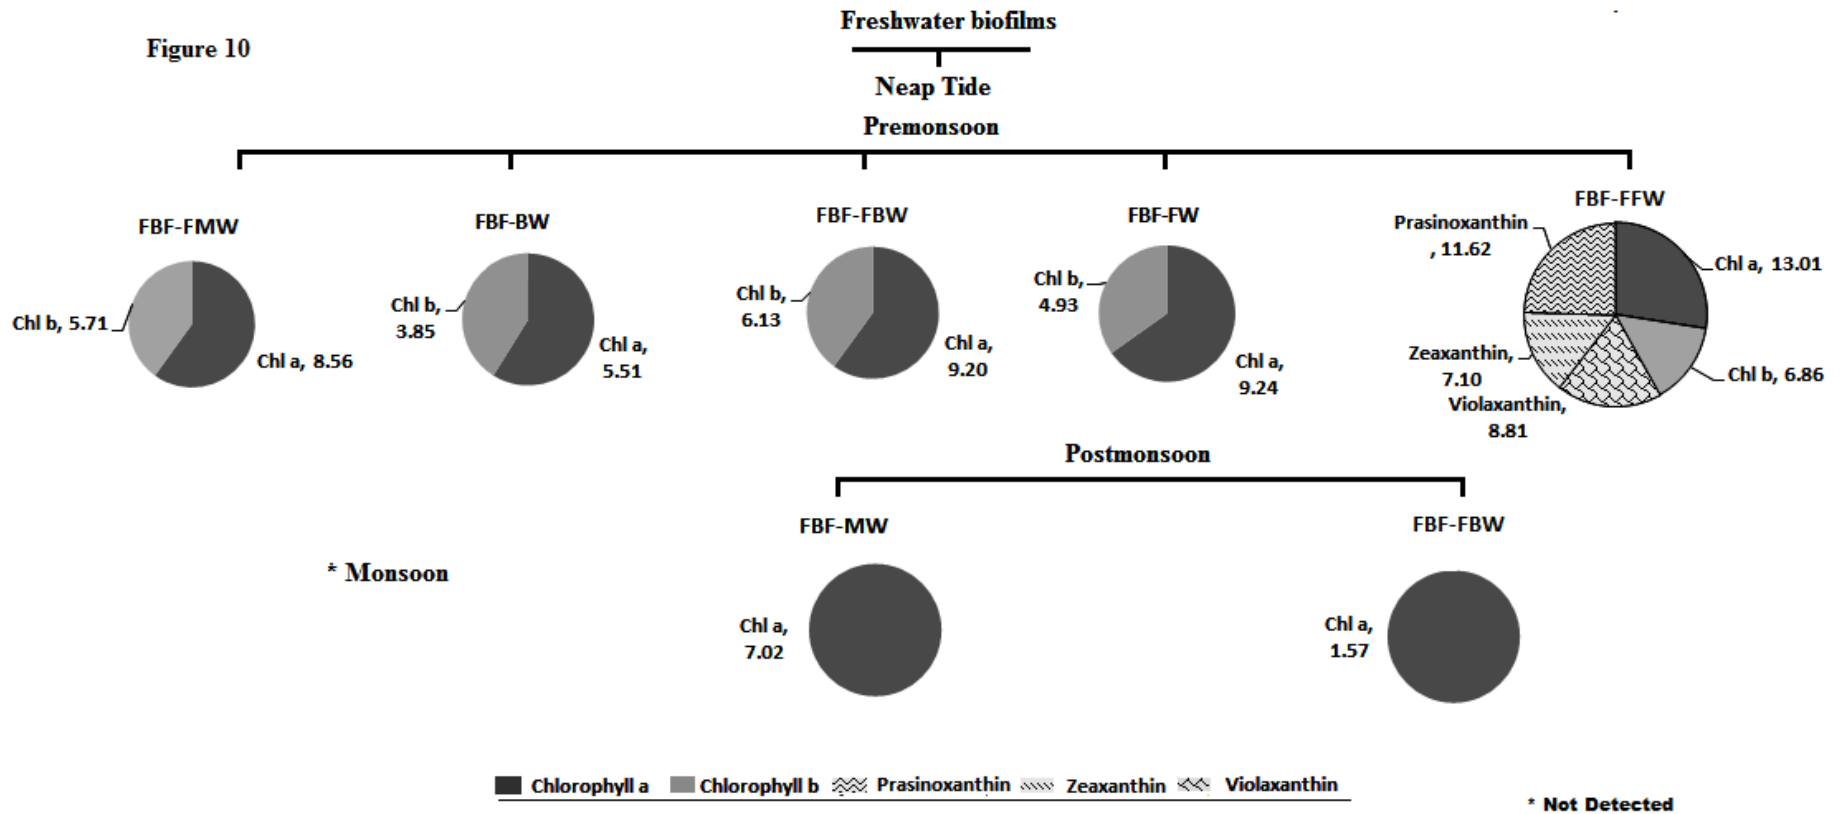 Freshwater biofilms
Figure 10
Neap Tide
Premonsoon
FBF-FMW
Chl b, 5.71
Chl a, 8.56
FBF-BW
Chl b,
3.85
Chl a,
5.51
FBF-FBW
Chl b,
6.13
Chl a,
9.20
FBF-FW
Chl b,
4.93
Chl a,
9.24
FBF-FFW
Prasinoxanthin
, 11.62
Chl a, 13.01
Zeaxanthin,
7.10
Chl b, 6.86
Violaxanthin,
8.81
Postmonsoon
FBF-MW
Chl a,
7.02
FBF-FBW
Chl a,
1.57
* Monsoon
Chlorophyll a Chlorophyll b Prasinoxanthin Zeaxanthin Violaxanthin
* Not Detected